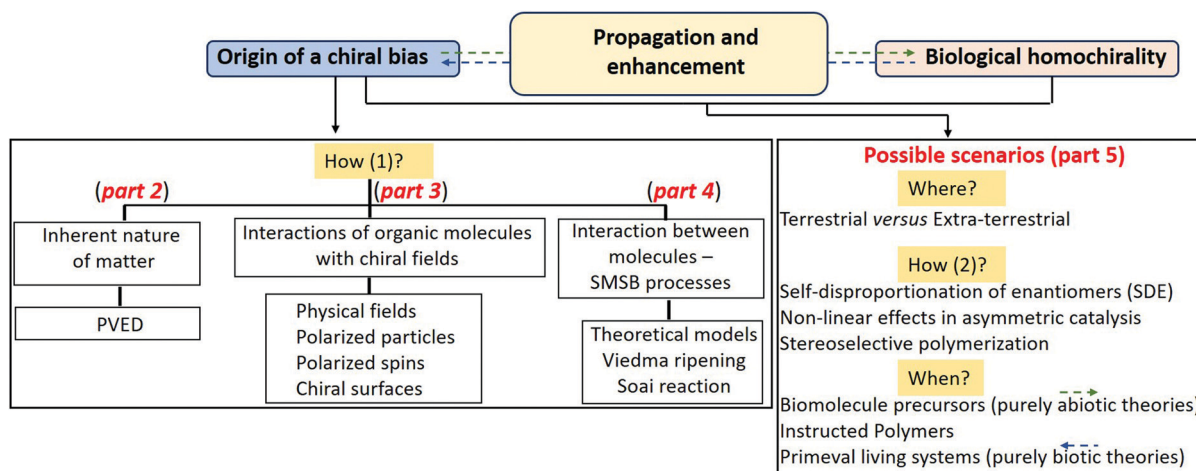 Origin of a chiral bias
Propagation and
enhancement
Biological homochirality
How (1)?
(part 2)
(part 3)
(part 4)
Inherent nature
of matter
PVED
Interactions of organic molecules
with chiral fields
Physical fields
Polarized particles
Polarized spins
Chiral surfaces
Interaction between
molecules –
SMSB processes
Theoretical models
Viedma ripening
Soai reaction
Possible scenarios (part 5)
Where?
Terrestrial versus Extra-terrestrial
How (2)?
Self-disproportionation of enantiomers (SDE)
Non-linear effects in asymmetric catalysis
Stereoselective polymerization
When?
Biomolecule precursors (purely abiotic theories)
Instructed Polymers
Primeval living systems (purely biotic theories)